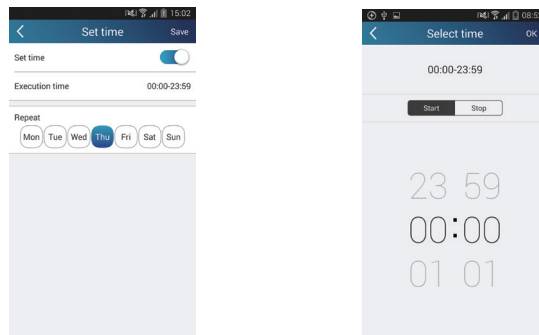 15:02
Set time
Save
Set time
Execution time
00:00-23:59
Repeat
Mon Tue Wed Thu Fri Sat Sun
Select time
OK
00:00-23:59
Start Stop
23 59
00:00
01 01